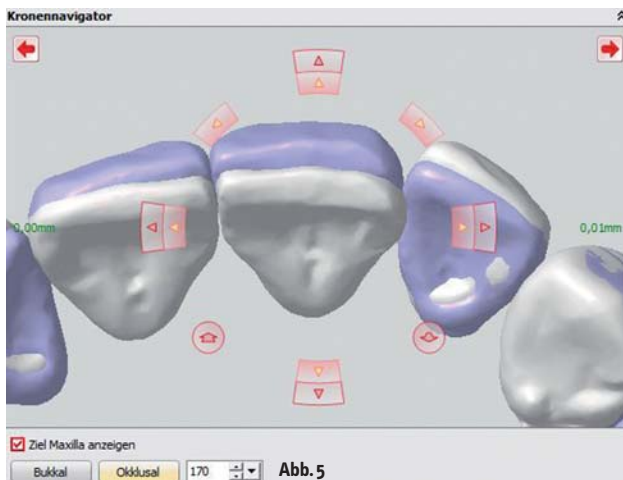 Kronennavigator
0,00mm
0,01mm
Ziel Maxilla anzeigen
Bukkal Okklusal 170 Abb. 5